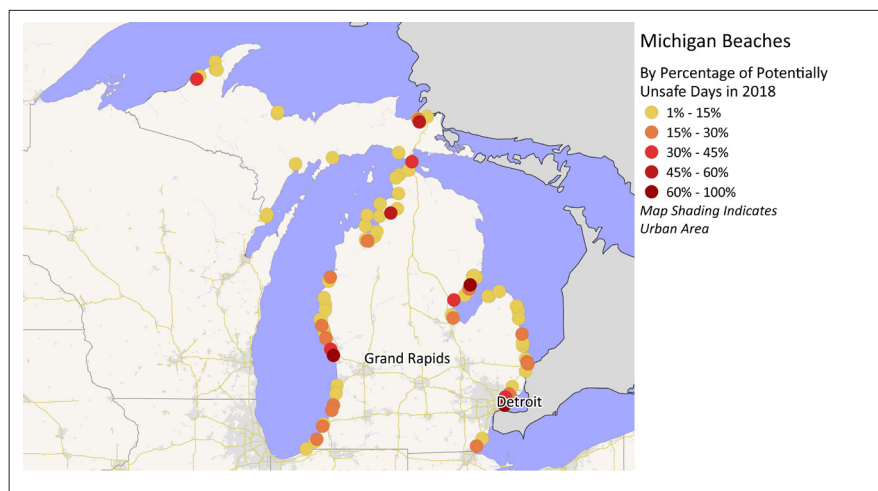 Michigan Beaches
By Percentage of Potentially
Unsafe Days in 2018
1% - 15%
15% - 30%
30% - 45%
45% - 60%
60% - 100%
Map Shading Indicates
Urban Area
Grand Rapids
Detroit